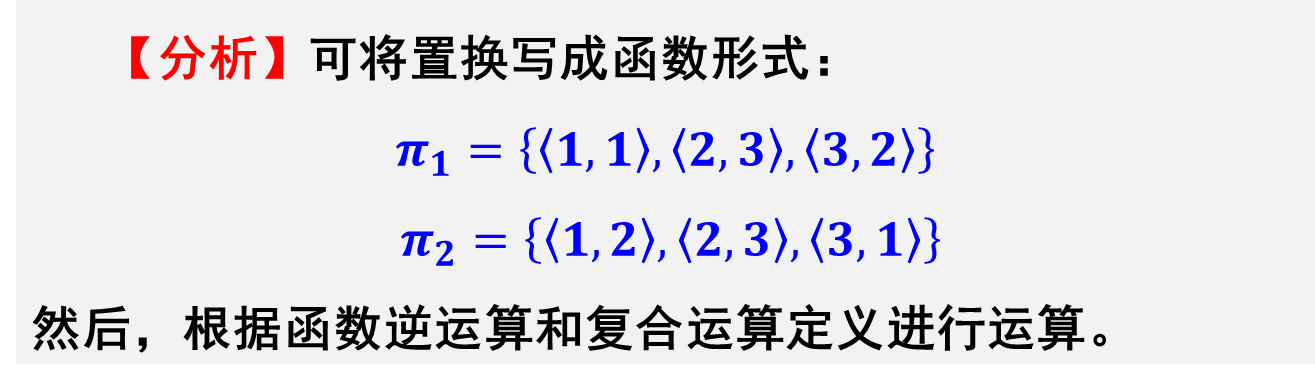 【分析】可将置换写成函数形式：
π₁ = {⟨1, 1⟩, ⟨2, 3⟩, ⟨3, 2⟩}
π₂ = {⟨1, 2⟩, ⟨2, 3⟩, ⟨3, 1⟩}
然后，根据函数逆运算和复合运算定义进行运算。